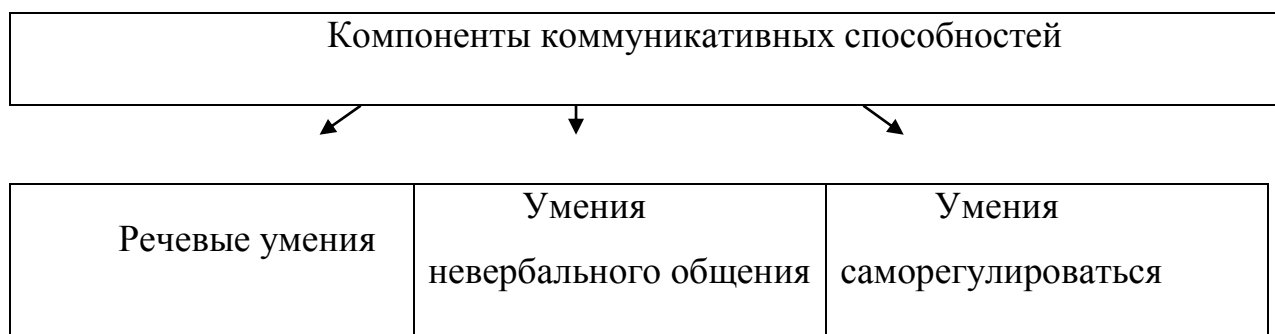 Компоненты коммуникативных способностей
Речевые умения
Умения
невербального общения
Умения
саморегулироваться